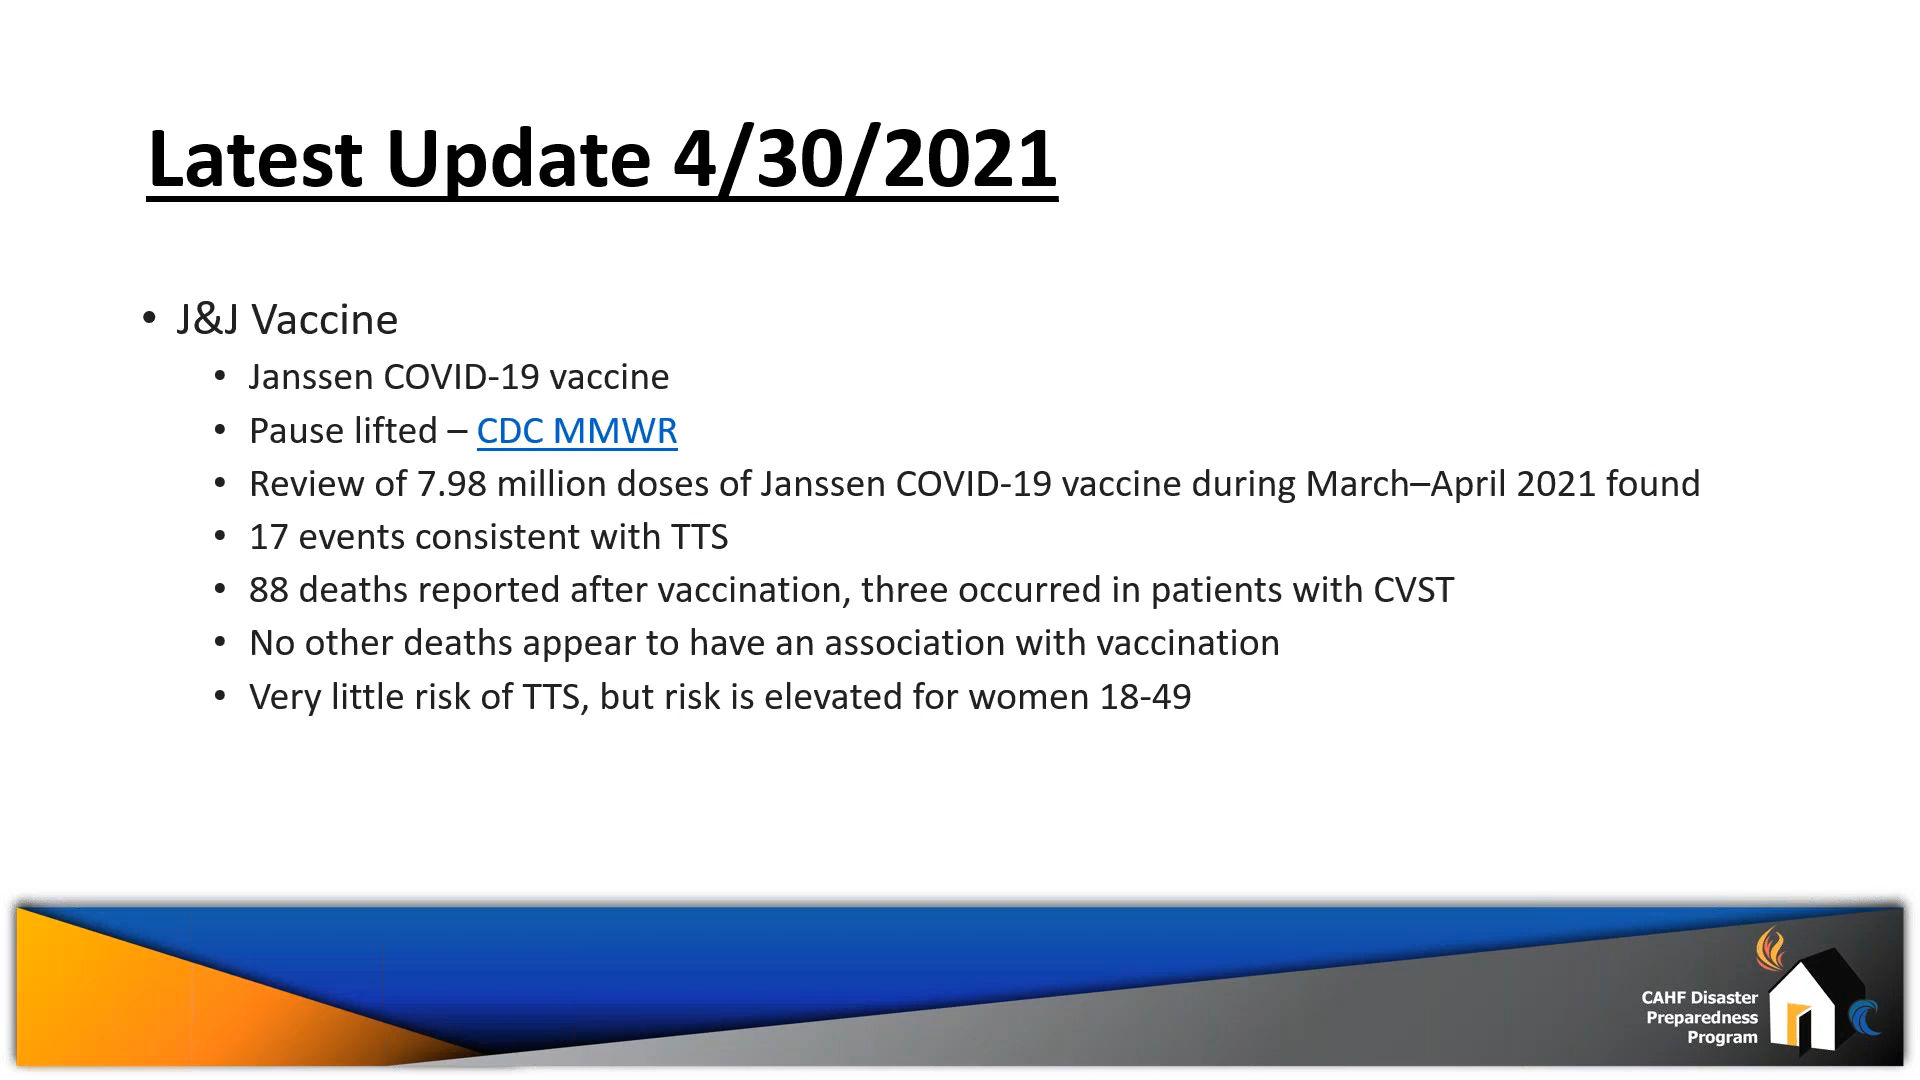 Latest Update 4/30/2021
• J&J Vaccine
• Janssen COVID-19 vaccine
• Pause lifted – CDC MMWR
• Review of 7.98 million doses of Janssen COVID-19 vaccine during March–April 2021 found
• 17 events consistent with TTS
• 88 deaths reported after vaccination, three occurred in patients with CVST
• No other deaths appear to have an association with vaccination
• Very little risk of TTS, but risk is elevated for women 18-49
CAHF Disaster
Preparedness
Program